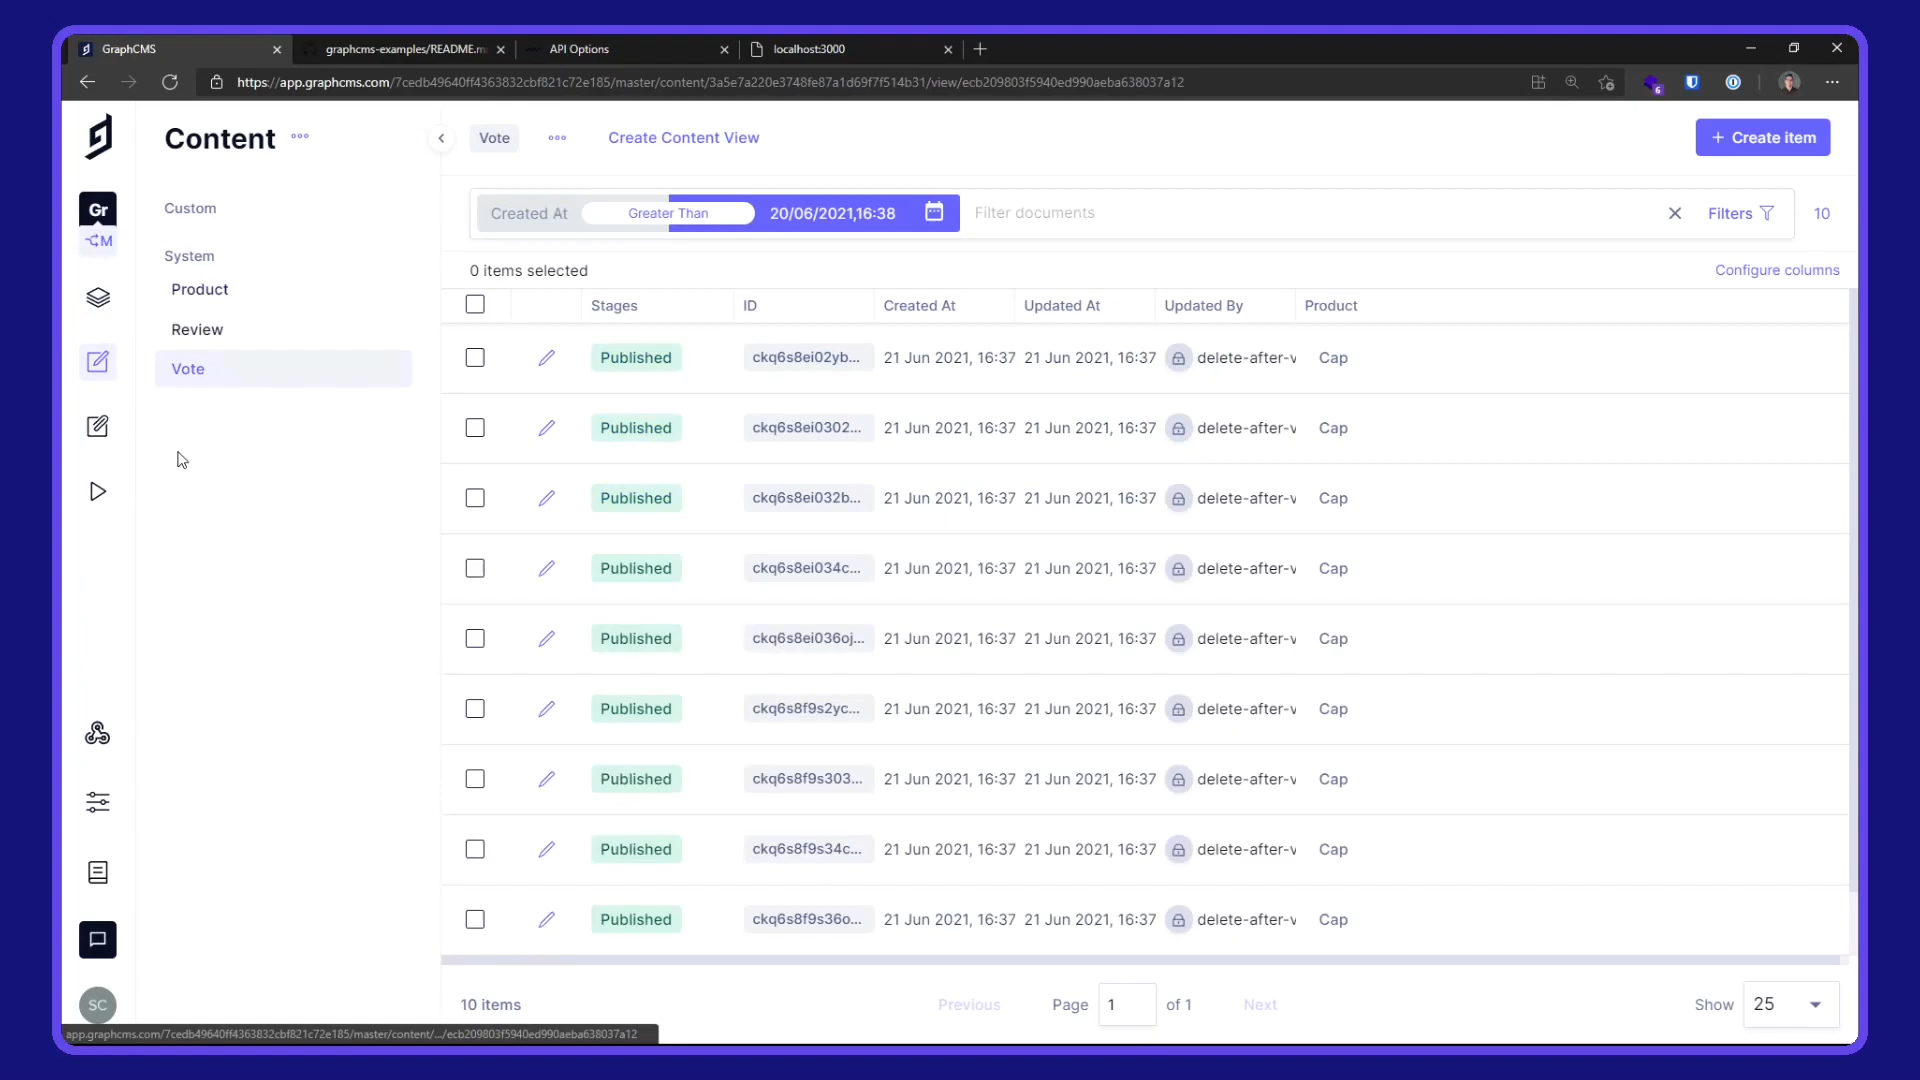 GraphCMS
graphcms-examples/README.m
API Options
localhost:3000
https://app.graphcms.com/7cedb49640ff4363832cbf821c72e185/master/content/3a5e7a220e3748fe87a1d69f7f514b31/view/ecb209803f5940ed990aeba638037a12
6
Content
Vote
Create Content View
+ Create item
Gr
M
Custom
System
Product
Review
Vote
Created At Greater Than 20/06/2021,16:38 Filter documents
Filters
10
0 items selected
Configure columns
Stages ID Created At Updated At Updated By Product
Published ckq6s8ei02yb... 21 Jun 2021, 16:37 21 Jun 2021, 16:37 delete-after-v Cap
Published ckq6s8ei0302... 21 Jun 2021, 16:37 21 Jun 2021, 16:37 delete-after-v Cap
Published ckq6s8ei032b... 21 Jun 2021, 16:37 21 Jun 2021, 16:37 delete-after-v Cap
Published ckq6s8ei034c... 21 Jun 2021, 16:37 21 Jun 2021, 16:37 delete-after-v Cap
Published ckq6s8ei036oj... 21 Jun 2021, 16:37 21 Jun 2021, 16:37 delete-after-v Cap
Published ckq6s8f9s2yc... 21 Jun 2021, 16:37 21 Jun 2021, 16:37 delete-after-v Cap
Published ckq6s8f9s303... 21 Jun 2021, 16:37 21 Jun 2021, 16:37 delete-after-v Cap
Published ckq6s8f9s34c... 21 Jun 2021, 16:37 21 Jun 2021, 16:37 delete-after-v Cap
Published ckq6s8f9s36o... 21 Jun 2021, 16:37 21 Jun 2021, 16:37 delete-after-v Cap
10 items
Previous
Page 1 of 1
Next
Show 25
SC
app.graphcms.com/7cedb49640ff4363832cbf821c72e185/master/content/.../ecb209803f5940ed990aeba638037a12